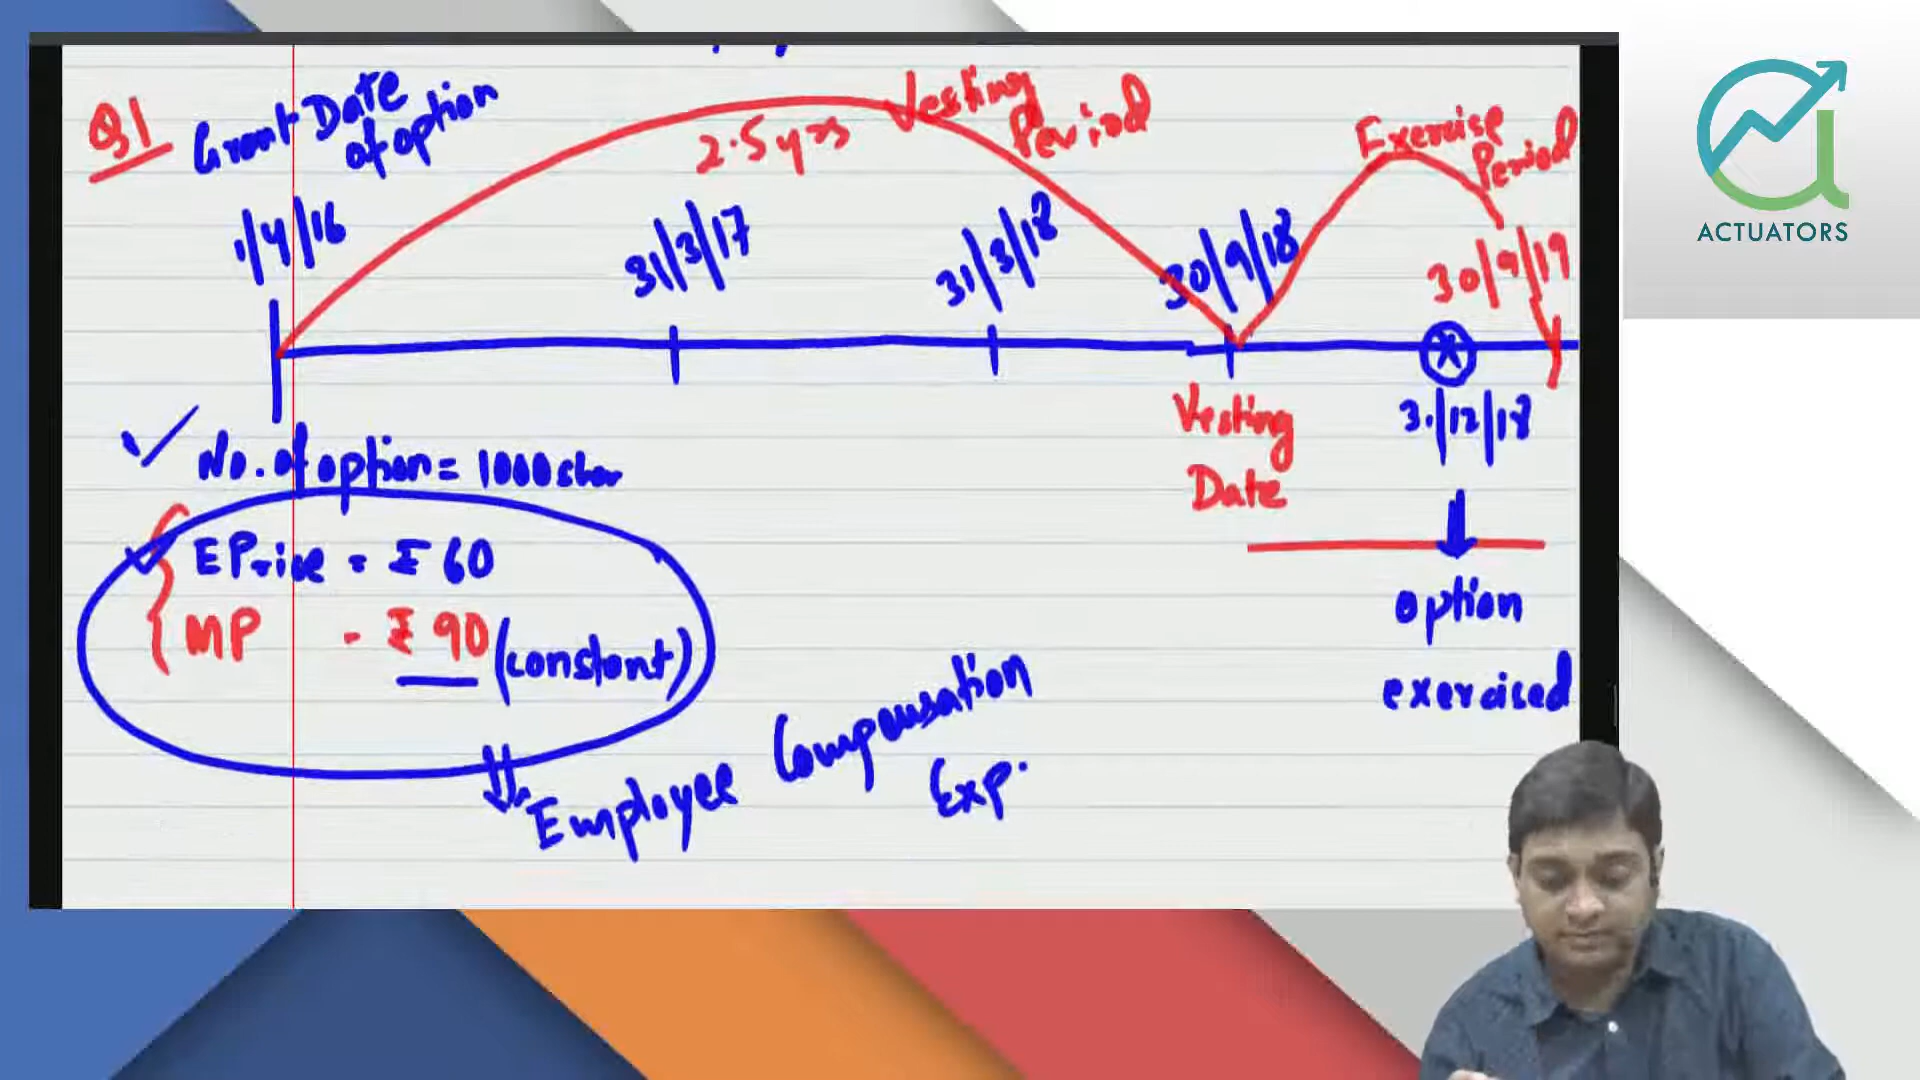 Q1
Grant Date
of option
2.5 yrs
Vesting
Period
Exercise
Period
1/4/16
31/3/17
31/3/18
30/9/18
30/9/19
Vesting
Date
31/12/18
option
exercised
No. of option = 1000
EPrice = ₹ 60
MP - ₹ 90 (constant)
Employee Compensation
Exp.
ACTUATORS